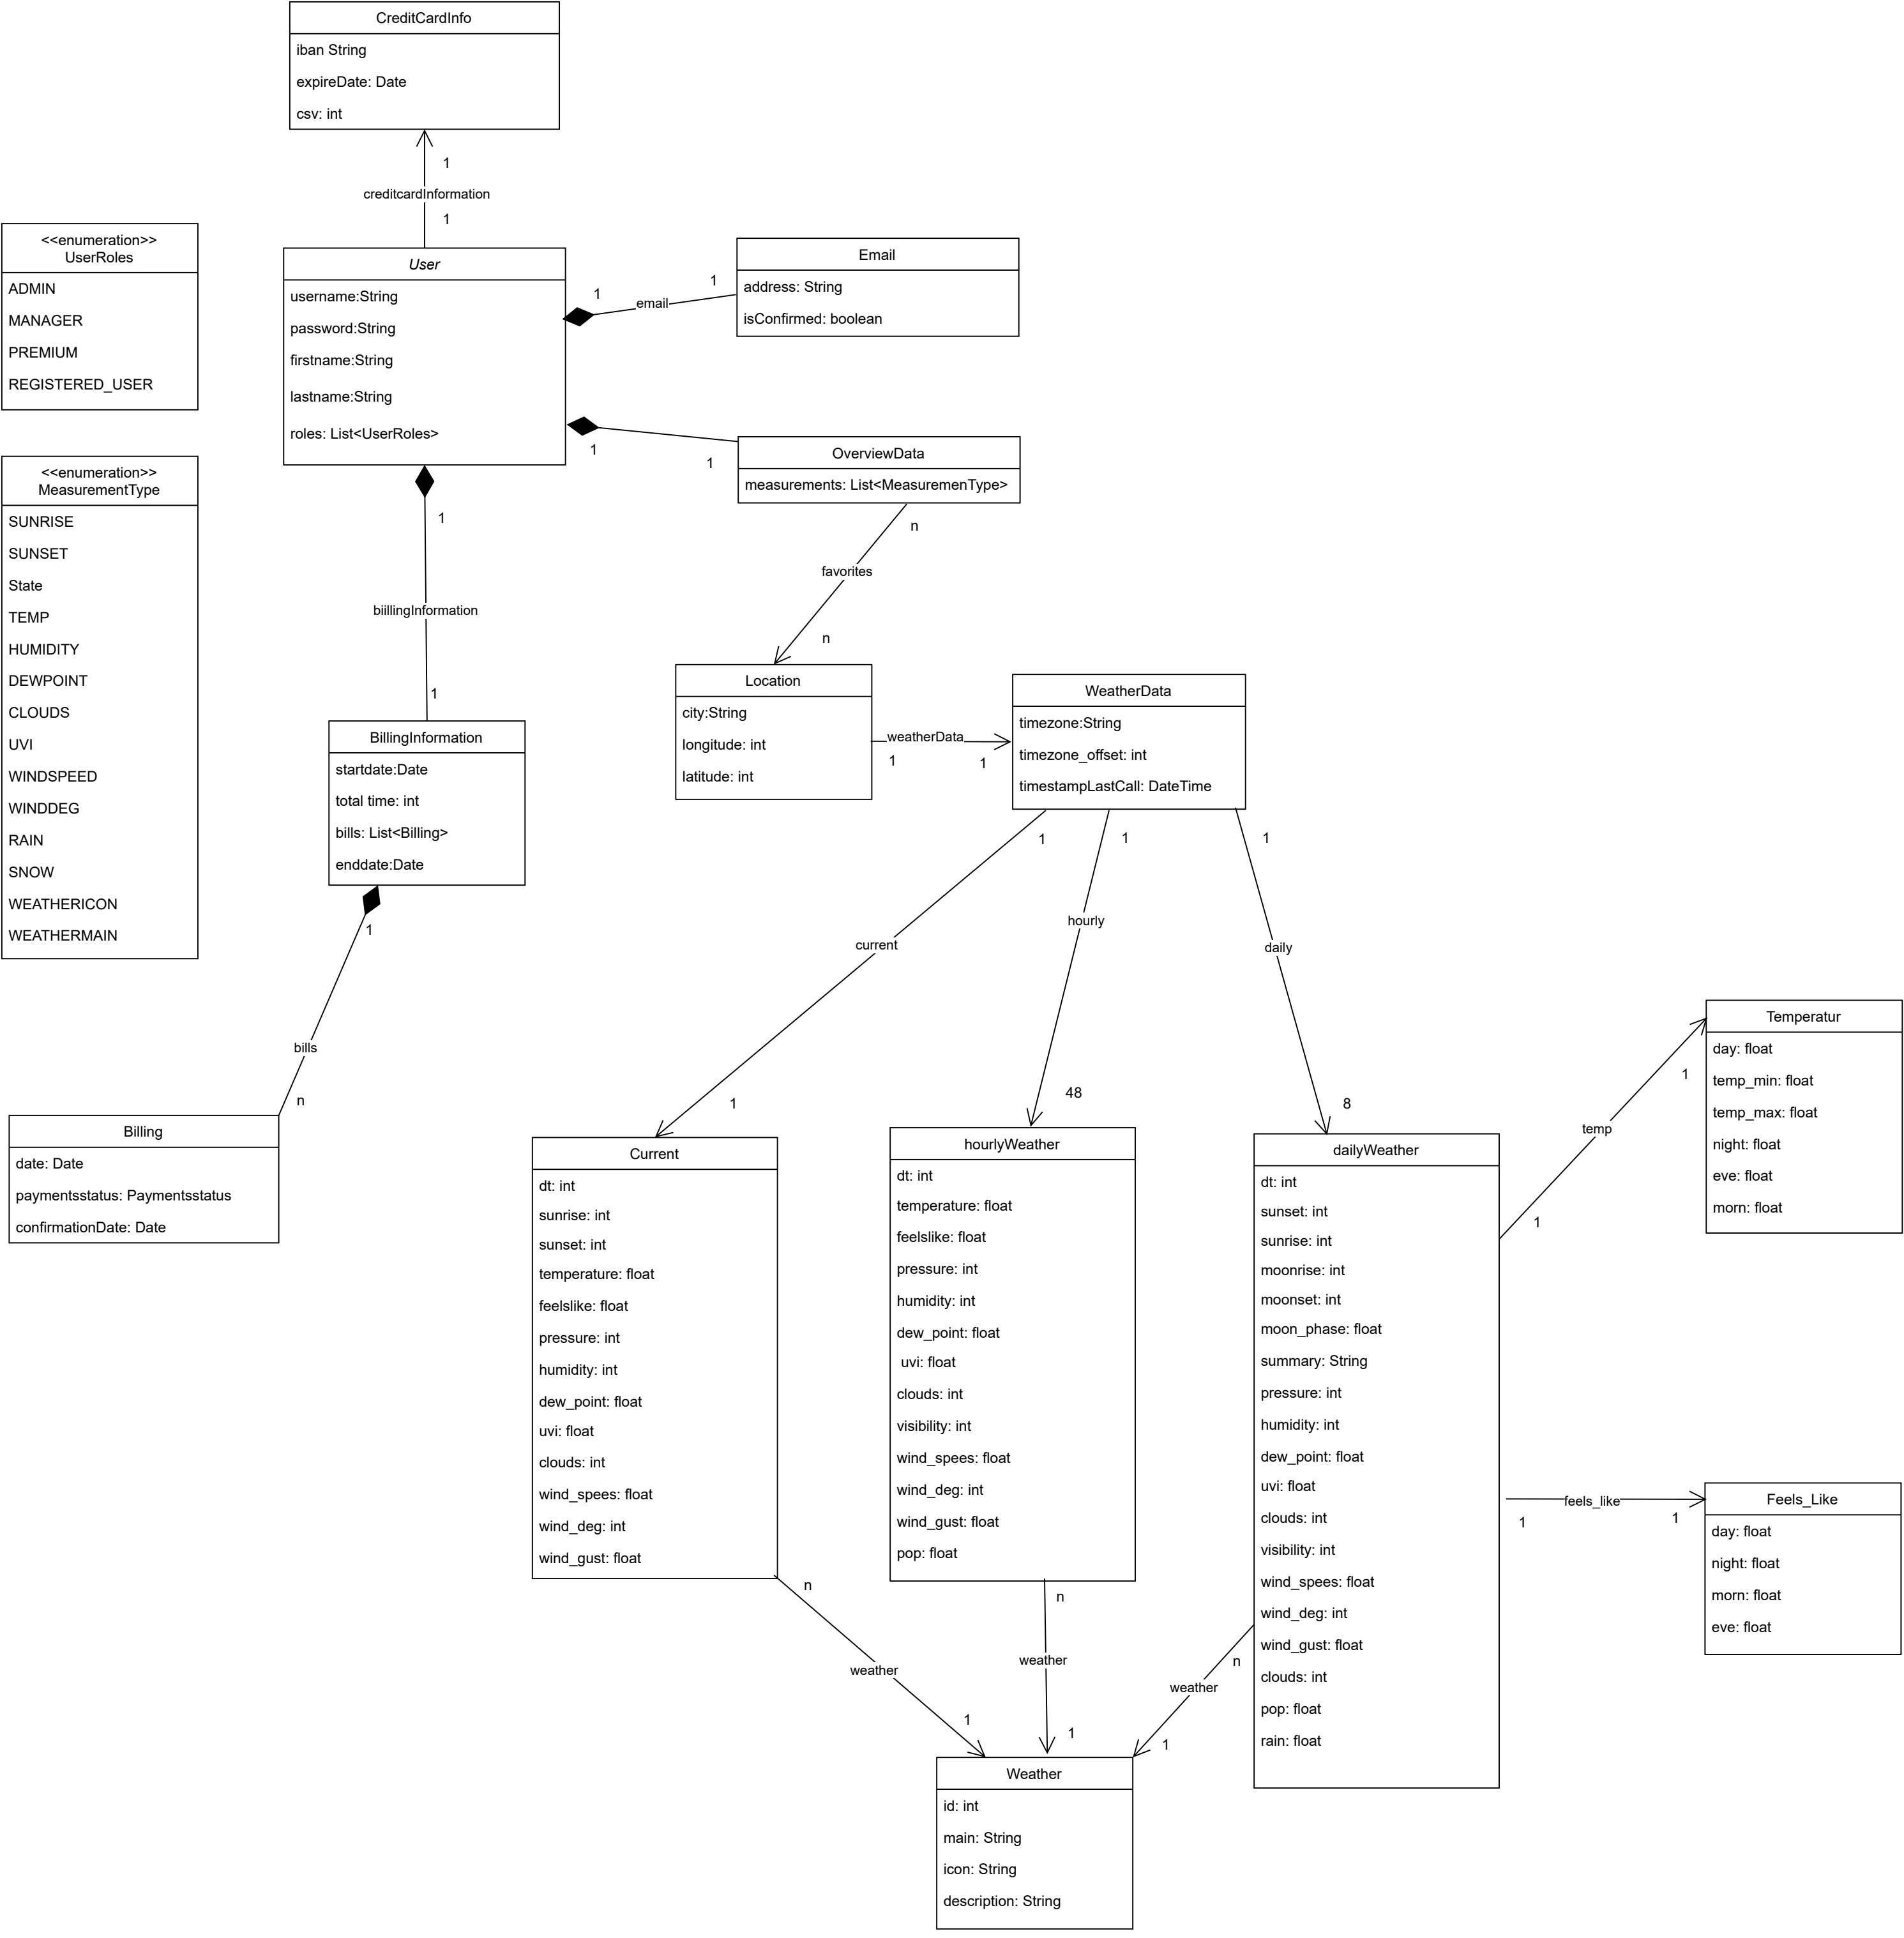 CreditCardInfo
iban String
expireDate: Date
csv: int
1
creditcardInformation
1
<<enumeration>>
UserRoles
ADMIN
MANAGER
PREMIUM
REGISTERED_USER
User
username:String
password:String
firstname:String
lastname:String
roles: List<UserRoles>
1
email
1
Email
address: String
isConfirmed: boolean
1
1
OverviewData
measurements: List<MeasuremenType>
<<enumeration>>
MeasurementType
SUNRISE
SUNSET
State
TEMP
HUMIDITY
DEWPOINT
CLOUDS
UVI
WINDSPEED
WINDDEG
RAIN
SNOW
WEATHERICON
WEATHERMAIN
1
biillingInformation
1
BillingInformation
startdate:Date
total time: int
bills: List<Billing>
enddate:Date
1
bills
n
Billing
date: Date
paymentsstatus: Paymentsstatus
confirmationDate: Date
n
favorites
n
Location
city:String
longitude: int
latitude: int
weatherData
1
1
WeatherData
timezone:String
timezone_offset: int
timestampLastCall: DateTime
1
current
1
1
hourly
48
1
daily
8
Current
dt: int
sunrise: int
sunset: int
temperature: float
feelslike: float
pressure: int
humidity: int
dew_point: float
uvi: float
clouds: int
wind_spees: float
wind_deg: int
wind_gust: float
hourlyWeather
dt: int
temperature: float
feelslike: float
pressure: int
humidity: int
dew_point: float
uvi: float
clouds: int
visibility: int
wind_spees: float
wind_deg: int
wind_gust: float
pop: float
dailyWeather
dt: int
sunset: int
sunrise: int
moonrise: int
moonset: int
moon_phase: float
summary: String
pressure: int
humidity: int
dew_point: float
uvi: float
clouds: int
visibility: int
wind_spees: float
wind_deg: int
wind_gust: float
clouds: int
pop: float
rain: float
1
temp
1
Temperatur
day: float
temp_min: float
temp_max: float
night: float
eve: float
morn: float
feels_like
1
1
Feels_Like
day: float
night: float
morn: float
eve: float
n
weather
1
n
weather
1
n
weather
1
Weather
id: int
main: String
icon: String
description: String